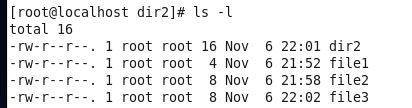 [root@localhost dir2]# ls -l
total 16
-rw-r--r--. 1 root root 16 Nov  6 22:01 dir2
-rw-r--r--. 1 root root  4 Nov  6 21:52 file1
-rw-r--r--. 1 root root  8 Nov  6 21:58 file2
-rw-r--r--. 1 root root  8 Nov  6 22:02 file3